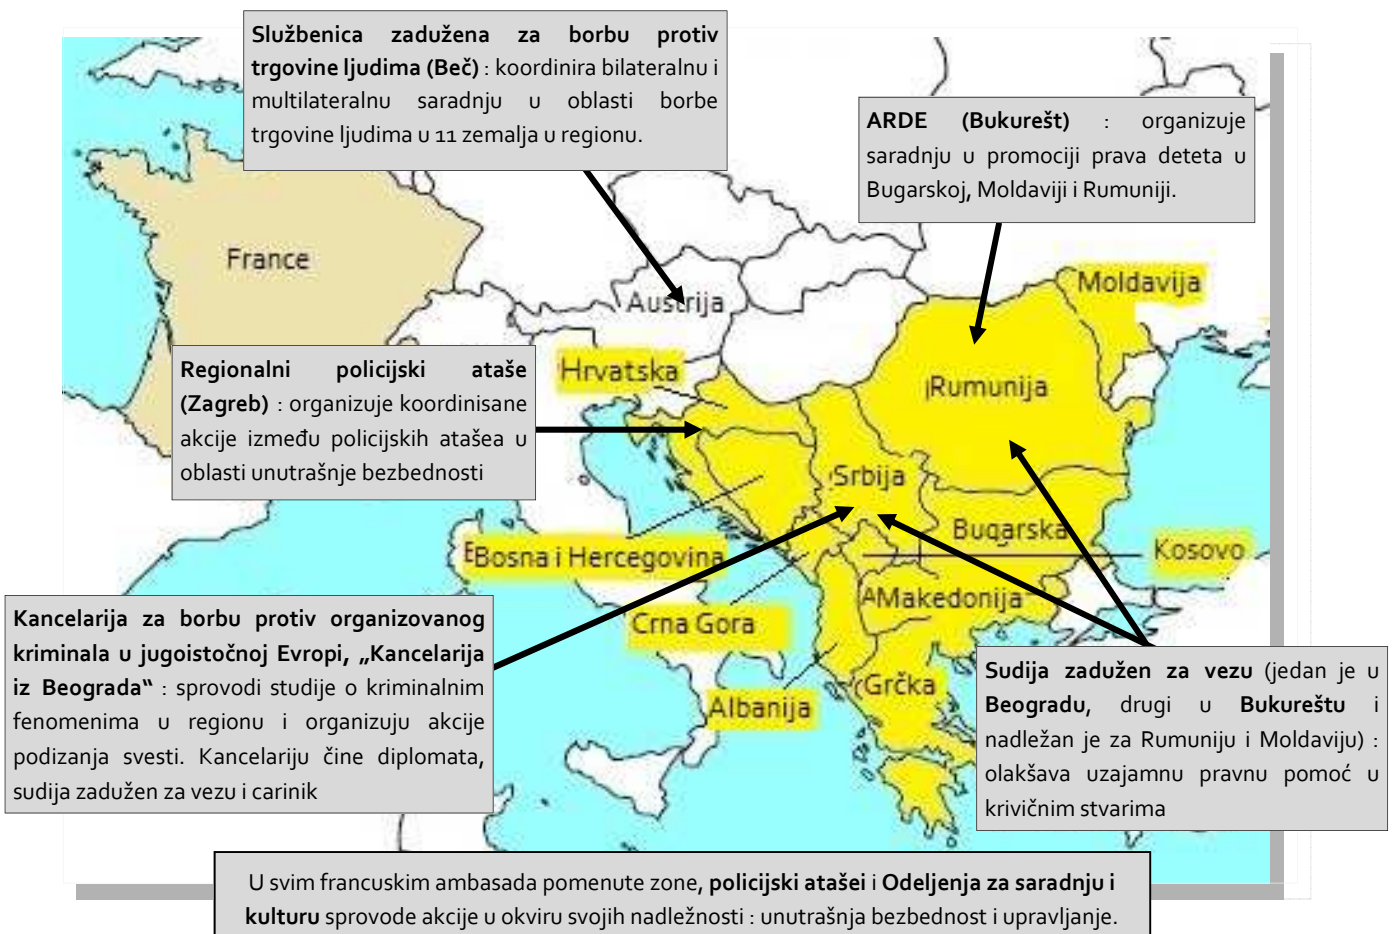 Službenica zadužena za borbu protiv
trgovine ljudima (Beč) : koordinira bilateralnu i
multilateralnu saradnju u oblasti borbe
trgovine ljudima u 11 zemalja u regionu.
ARDE (Bukurešt) : organizuje
saradnju u promociji prava deteta u
Bugarskoj, Moldaviji i Rumuniji.
France
Austrija
Moldavija
Hrvatska
Rumunija
Regionalni policijski ataše
(Zagreb) : organizuje koordinisane
akcije između policijskih atašea u
oblasti unutrašnje bezbednosti
Srbija
Bugarska
Kosovo
Bosna i Hercegovina
Makedonija
Crna Gora
Grčka
Albanija
Kancelarija za borbu protiv organizovanog
kriminala u jugoistočnoj Evropi, „Kancelarija
iz Beograda“ : sprovodi studije o kriminalnim
fenomenima u regionu i organizuju akcije
podizanja svesti. Kancelariju čine diplomata,
sudija zadužen za vezu i carinik
Sudija zadužen za vezu (jedan je u
Beogradu, drugi u Bukureštu i
nadležan je za Rumuniju i Moldaviju) :
olakšava uzajamnu pravnu pomoć u
krivičnim stvarima
U svim francuskim ambasada pomenute zone, policijski atašei i Odeljenja za saradnju i
kulturu sprovode akcije u okviru svojih nadležnosti : unutrašnja bezbednost i upravljanje.